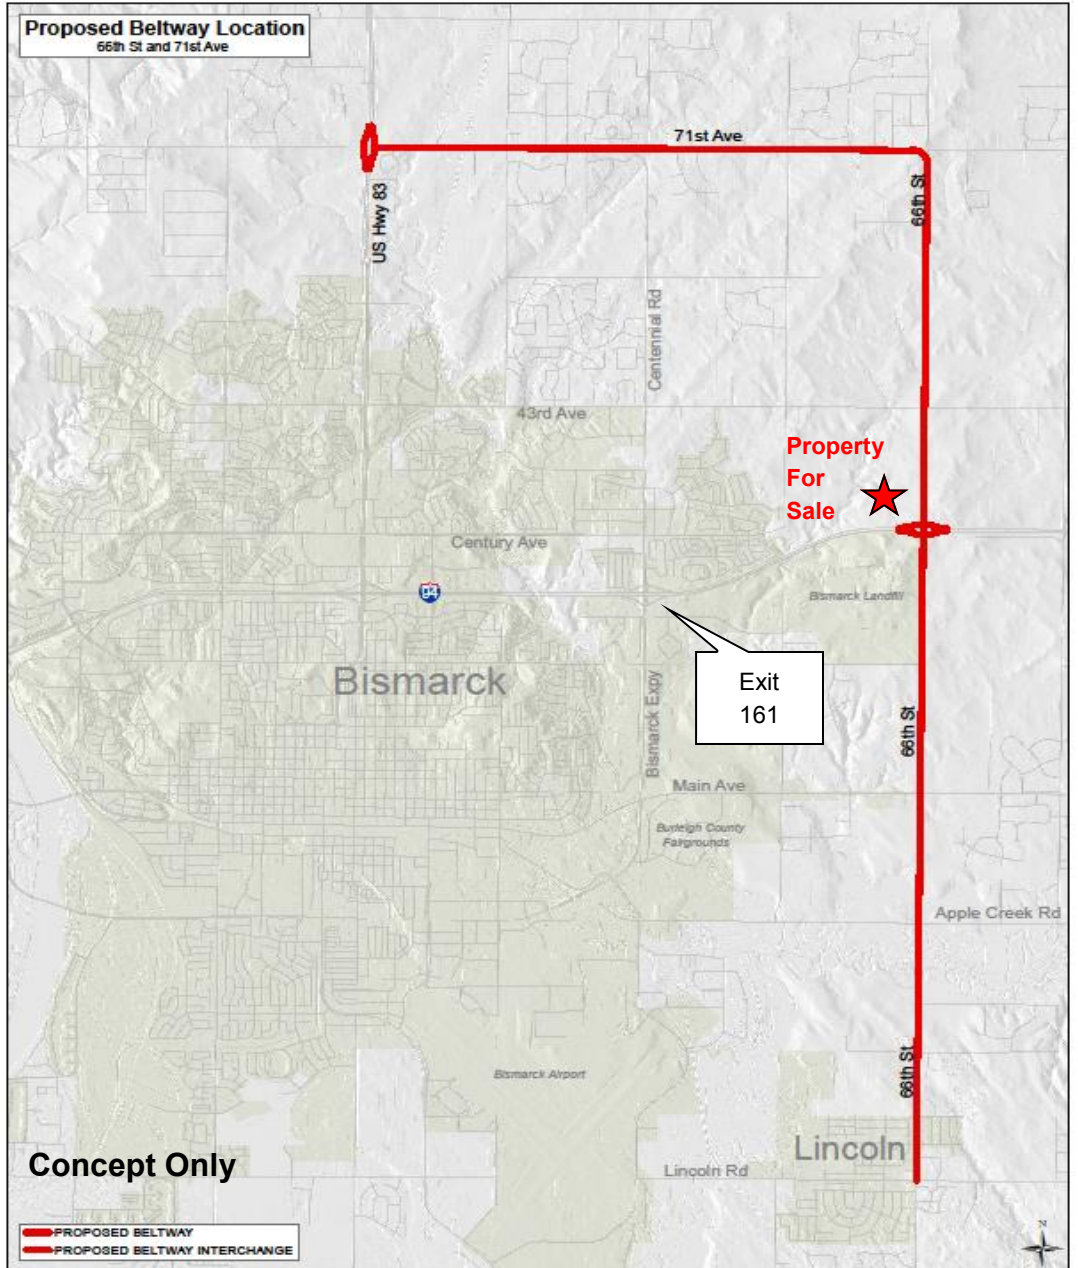 Proposed Beltway Location
66th St and 71st Ave
71st Ave
66th St
US Hwy 83
Centennial Rd
43rd Ave
Property
For
Sale
Century Ave
94
Bismarck Landfill
Bismarck
Exit
161
Bismarck Expy
66th St
Main Ave
Burleigh County
Fairgrounds
Apple Creek Rd
66th St
Bismarck Airport
Lincoln
Concept Only
Lincoln Rd
PROPOSED BELTWAY
PROPOSED BELTWAY INTERCHANGE
N